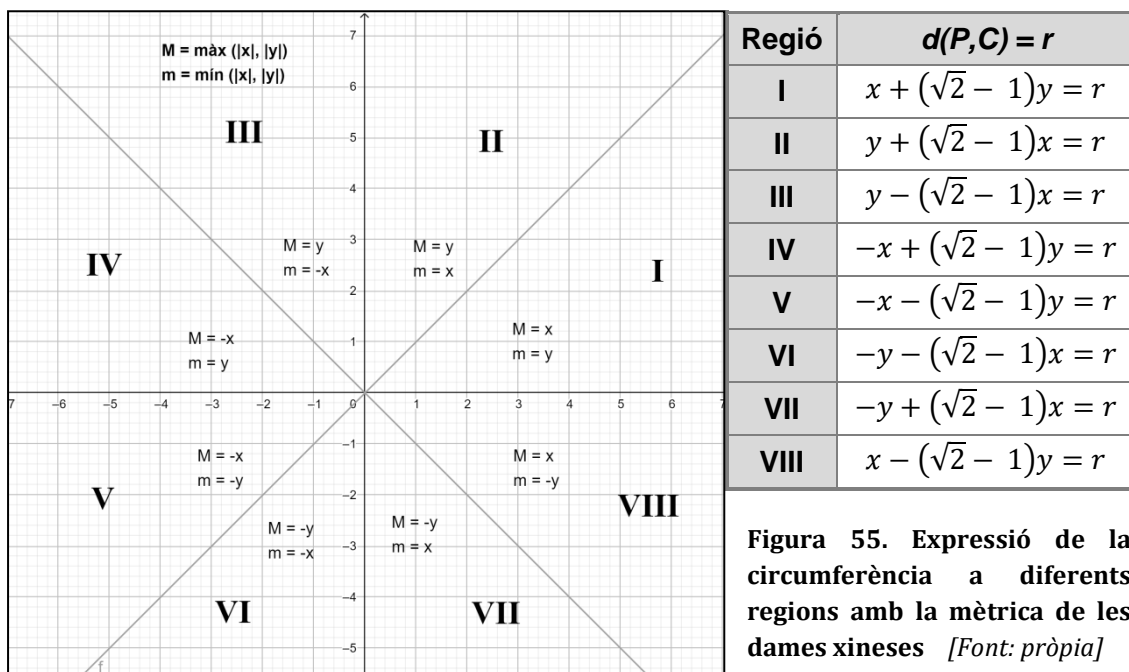 M = màx (|x|, |y|)
m = mín (|x|, |y|)
7
6
5
4
3
2
1
III
II
IV
I
M = y
m = -x
M = y
m = x
M = -x
m = y
M = x
m = y
7 −6 −5 −4 −3 −2 −1 0 1 2 3 4 5 6 7
−1
−2
−3
−4
−5
M = -x
m = -y
M = x
m = -y
V
VIII
M = -y
m = -x
M = -y
m = x
VI
VII
f
Regió d(P,C) = r
I x + (√2 − 1)y = r
II y + (√2 − 1)x = r
III y − (√2 − 1)x = r
IV −x + (√2 − 1)y = r
V −x − (√2 − 1)y = r
VI −y − (√2 − 1)x = r
VII −y + (√2 − 1)x = r
VIII x − (√2 − 1)y = r
Figura 55. Expressió de la
circumferència a diferents
regions amb la mètrica de les
dames xineses [Font: pròpia]